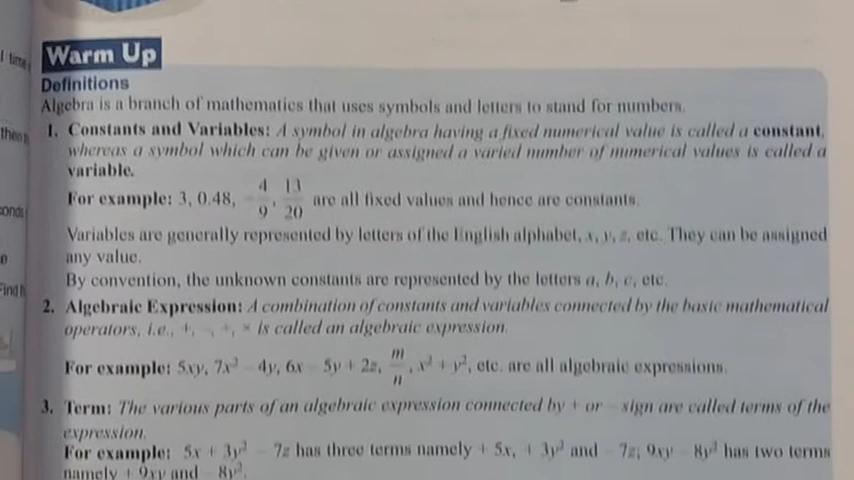 Warm Up
Definitions
Algebra is a branch of mathematics that uses symbols and letters to stand for numbers.
1. Constants and Variables: A symbol in algebra having a fixed numerical value is called a constant,
whereas a symbol which can be given or assigned a varied number of numerical values is called a
variable.
For example: 3, 0.48, -4/9, 13/20 are all fixed values and hence are constants.
Variables are generally represented by letters of the English alphabet, x, y, z, etc. They can be assigned
any value.
By convention, the unknown constants are represented by the letters a, b, c, etc.
2. Algebraic Expression: A combination of constants and variables connected by the basic mathematical
operators, i.e., +, -, ÷, × is called an algebraic expression.
For example: 5xy, 7x² - 4y, 6x - 5y + 2z, m/n, x² + y², etc. are all algebraic expressions.
3. Term: The various parts of an algebraic expression connected by + or - sign are called terms of the
expression.
For example: 5x + 3y² - 7z has three terms namely + 5x, + 3y² and - 7z; 9xy - 8y² has two terms
namely + 9xy and - 8y².